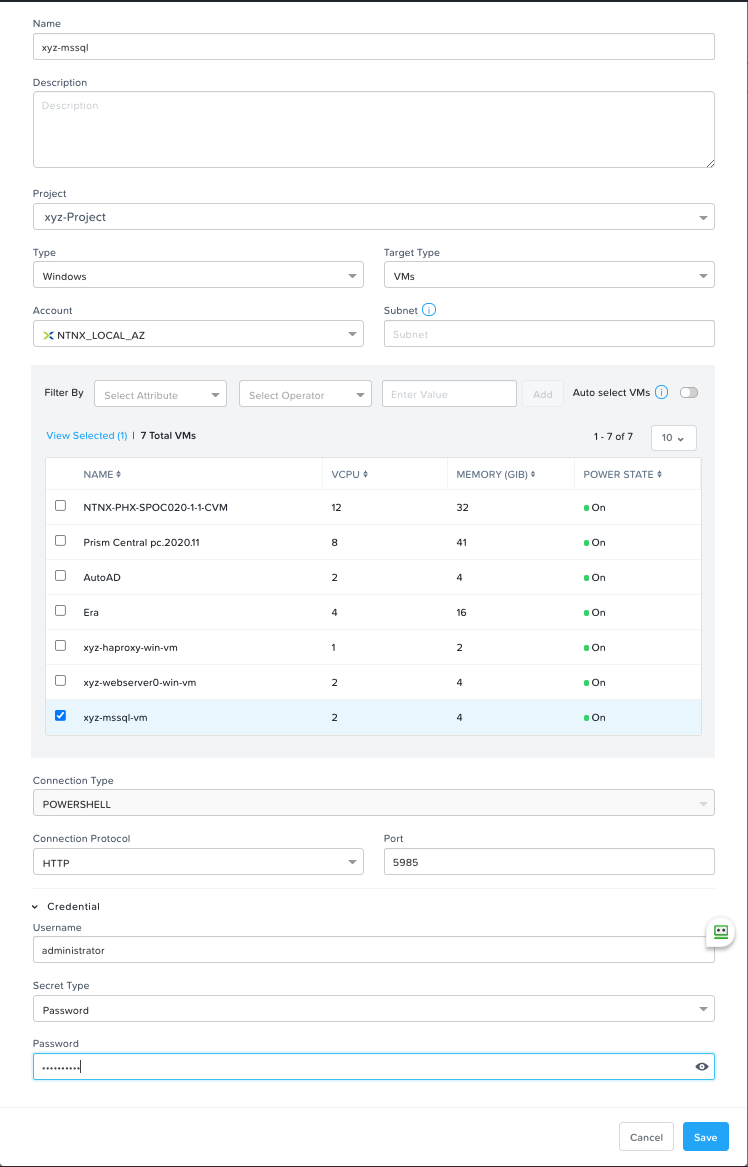 Name
xyz-mssql
Description
Description
Project
xyz-Project
Type Target Type
Windows VMs
Account Subnet
NTNX_LOCAL_AZ Subnet
Filter By Select Attribute Select Operator Enter Value Add Auto select VMs
View Selected (1) | 7 Total VMs 1 - 7 of 7 10
NAME VCPU MEMORY (GIB) POWER STATE
NTNX-PHX-SPOC020-1-1-CVM 12 32 On
Prism Central pc.2020.11 8 41 On
AutoAD 2 4 On
Era 4 16 On
xyz-haproxy-win-vm 1 2 On
xyz-webserver0-win-vm 2 4 On
xyz-mssql-vm 2 4 On
Connection Type
POWERSHELL
Connection Protocol Port
HTTP 5985
Credential
Username
administrator
Secret Type
Password
Password
••••••••••
Cancel Save